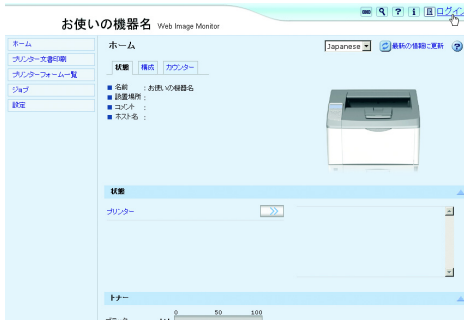 ログイン
お使いの機器名 Web Image Monitor
ホーム
プリンター文書印刷
プリンターフォーム一覧
ジョブ
設定
ホーム
Japanese
最新の情報に更新
状態 構成 カウンター
名前 : お使いの機器名
設置場所 :
コメント :
ホスト名 :
状態
プリンター
トナー
0 50 100